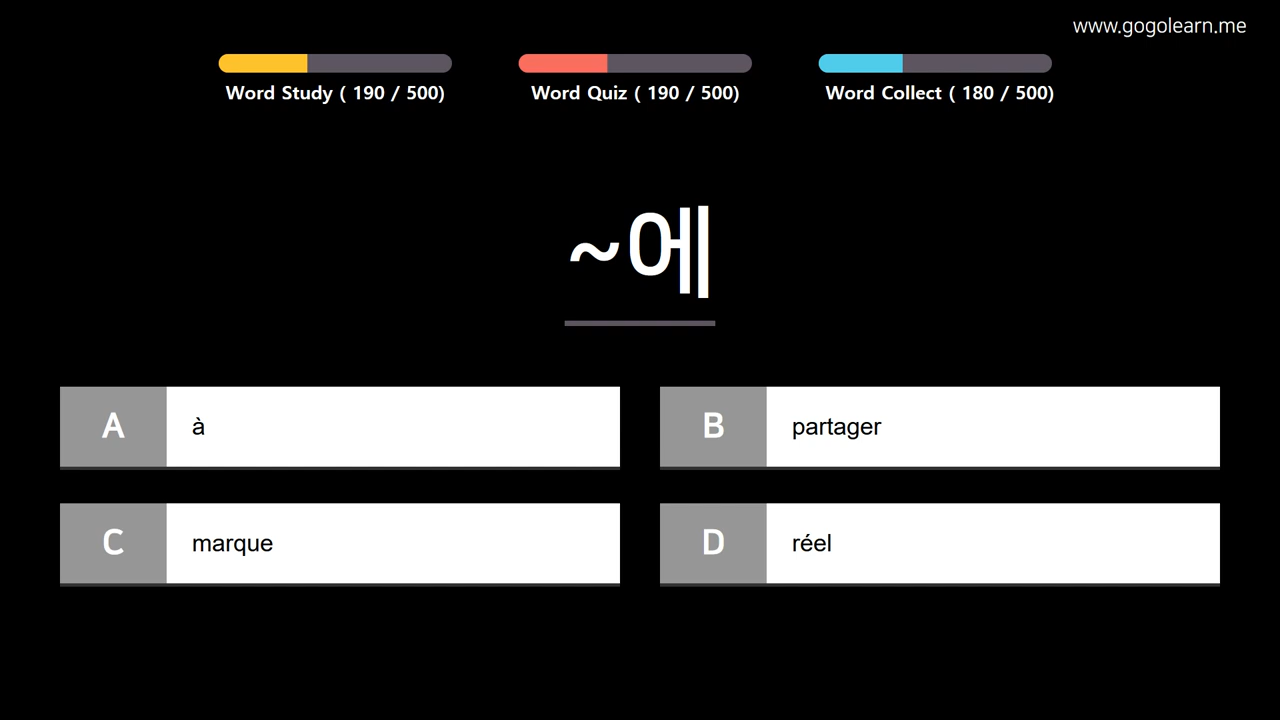 www.gogolearn.me
Word Study ( 190 / 500)
Word Quiz ( 190 / 500)
Word Collect ( 180 / 500)
~에
A à
B partager
C marque
D réel